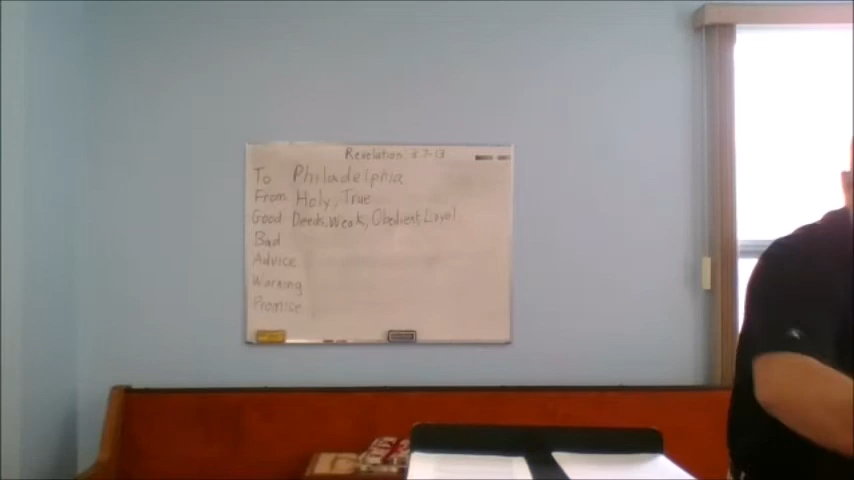 Revelation 3:7-13
To Philadelphia
From Holy, True
Good Deeds, Weak, Obedient, Loyal
Bad
Advice
Warning
Promise